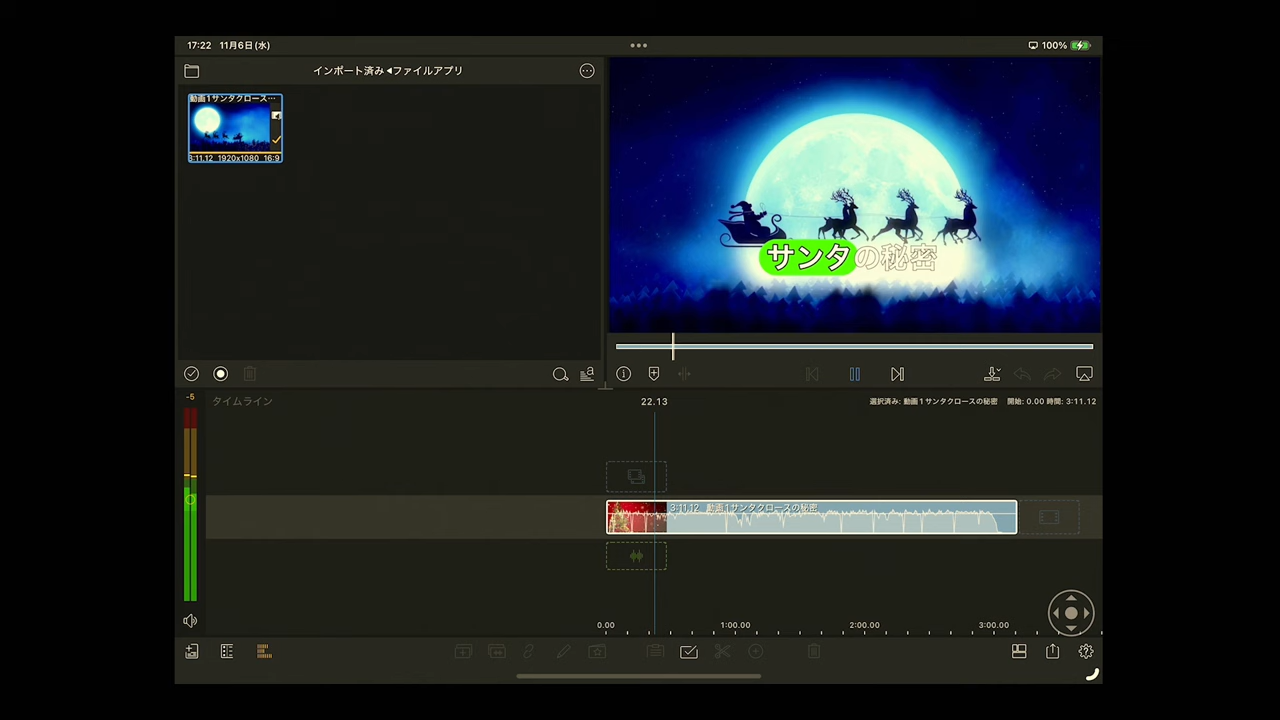 17:22 11月6日(水)
100%
インポート済み◀ファイルアプリ
動画1サンタクロース…
3:11.12 1920x1080 16:9
サンタの秘密
-6
タイムライン
22.13
選択済み: 動画1サンタクロースの秘密 開始: 0.00 時間: 3:11.12
3:11.12 動画1サンタクロースの秘密
0.00
1:00.00
2:00.00
3:00.00